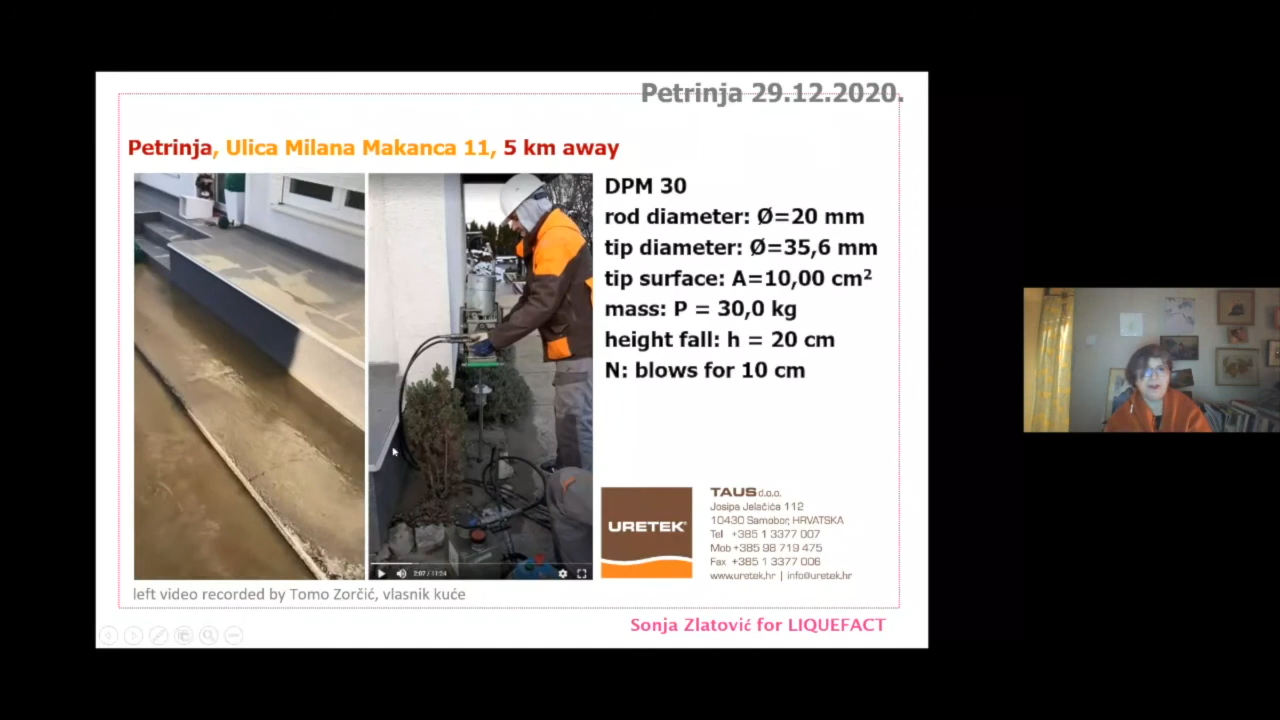 Petrinja 29.12.2020.
Petrinja, Ulica Milana Makanca 11, 5 km away
DPM 30
rod diameter: Ø=20 mm
tip diameter: Ø=35,6 mm
tip surface: A=10,00 cm²
mass: P = 30,0 kg
height fall: h = 20 cm
N: blows for 10 cm
2:07 / 11:24
URETEK®
TAUS d.o.o.
Josipa Jelačića 112
10430 Samobor, HRVATSKA
Tel +385 1 3377 007
Mob +385 98 719 475
Fax +385 1 3377 006
www.uretek.hr | info@uretek.hr
left video recorded by Tomo Zorčić, vlasnik kuće
Sonja Zlatović for LIQUEFACT